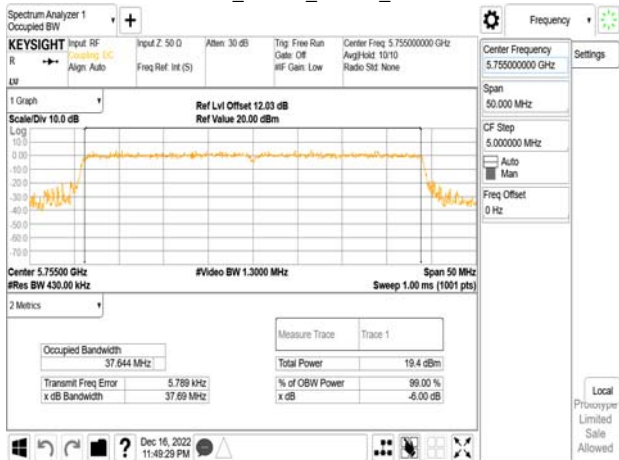 Spectrum Analyzer 1
Occupied BW
Frequency
KEYSIGHT
R
Input: RF
Coupling: DC
Align: Auto
Input Z: 50 Ω
Freq Ref: Int (S)
Atten: 30 dB
Trig: Free Run
Gate: Off
#IF Gain: Low
Center Freq: 5.755000000 GHz
Avg|Hold: 10/10
Radio Std: None
Center Frequency
5.755000000 GHz
Settings
Span
50.000 MHz
CF Step
5.000000 MHz
Auto
Man
Freq Offset
0 Hz
1 Graph
Scale/Div 10.0 dB
Ref Lvl Offset 12.03 dB
Ref Value 20.00 dBm
Log
10.0
0.00
-10.0
-20.0
-30.0
-40.0
-50.0
-60.0
-70.0
Center 5.75500 GHz
#Res BW 430.00 kHz
#Video BW 1.3000 MHz
Span 50 MHz
Sweep 1.00 ms (1001 pts)
2 Metrics
Measure Trace Trace 1
Occupied Bandwidth
37.644 MHz
Total Power 19.4 dBm
Transmit Freq Error 5.789 kHz
% of OBW Power 99.00 %
x dB Bandwidth 37.69 MHz
x dB -6.00 dB
Local
Prototype
Limited
Sale
Allowed
Dec 16, 2022
11:49:29 PM